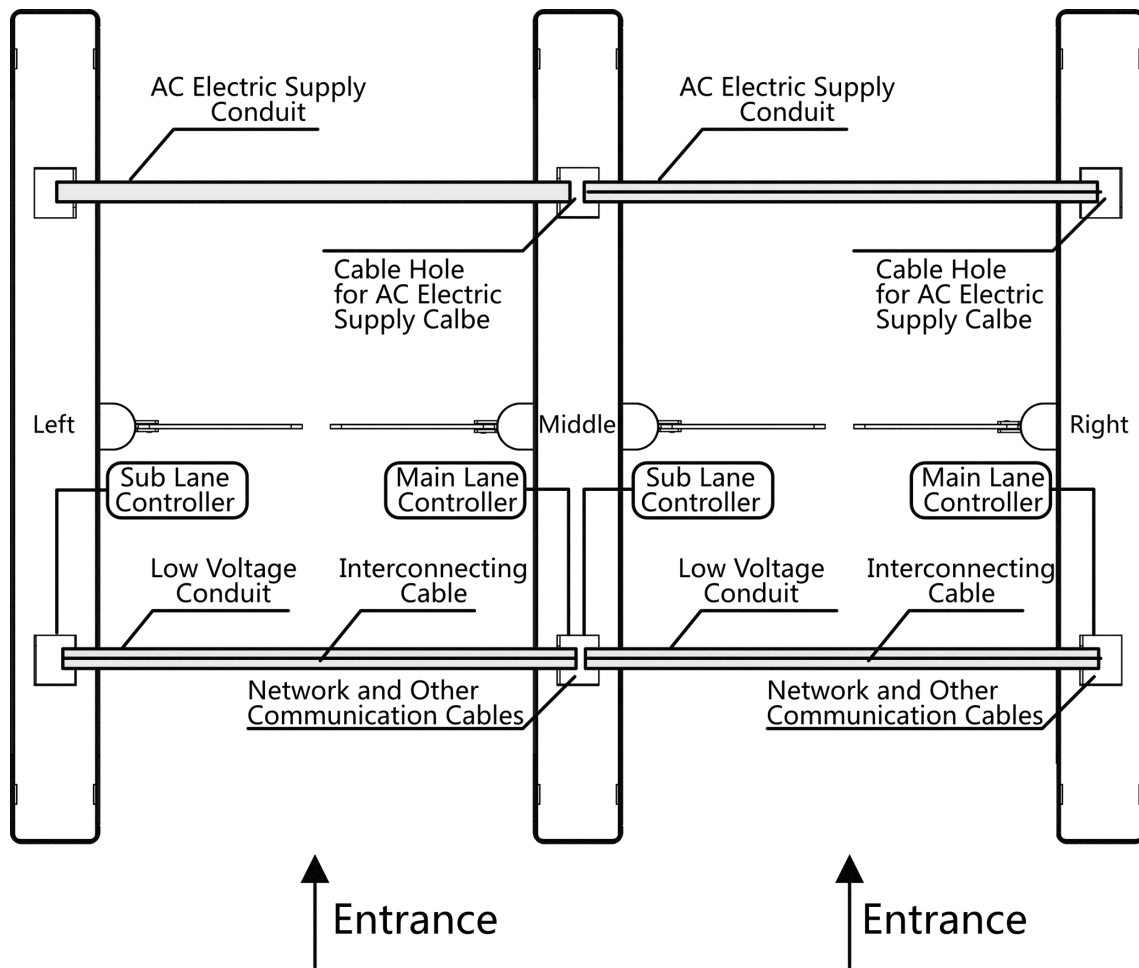 AC Electric Supply
Conduit
AC Electric Supply
Conduit
Cable Hole
for AC Electric
Supply Calbe
Cable Hole
for AC Electric
Supply Calbe
Left
Middle
Right
Sub Lane
Controller
Main Lane
Controller
Sub Lane
Controller
Main Lane
Controller
Low Voltage
Conduit
Interconnecting
Cable
Low Voltage
Conduit
Interconnecting
Cable
Network and Other
Communication Cables
Network and Other
Communication Cables
Entrance
Entrance